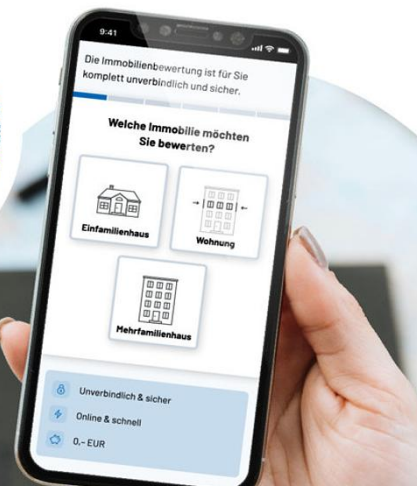 9:41
Die Immobilienbewertung ist für Sie
komplett unverbindlich und sicher.
Welche Immobilie möchten
Sie bewerten?
Einfamilienhaus
Wohnung
Mehrfamilienhaus
Unverbindlich & sicher
Online & schnell
0,- EUR